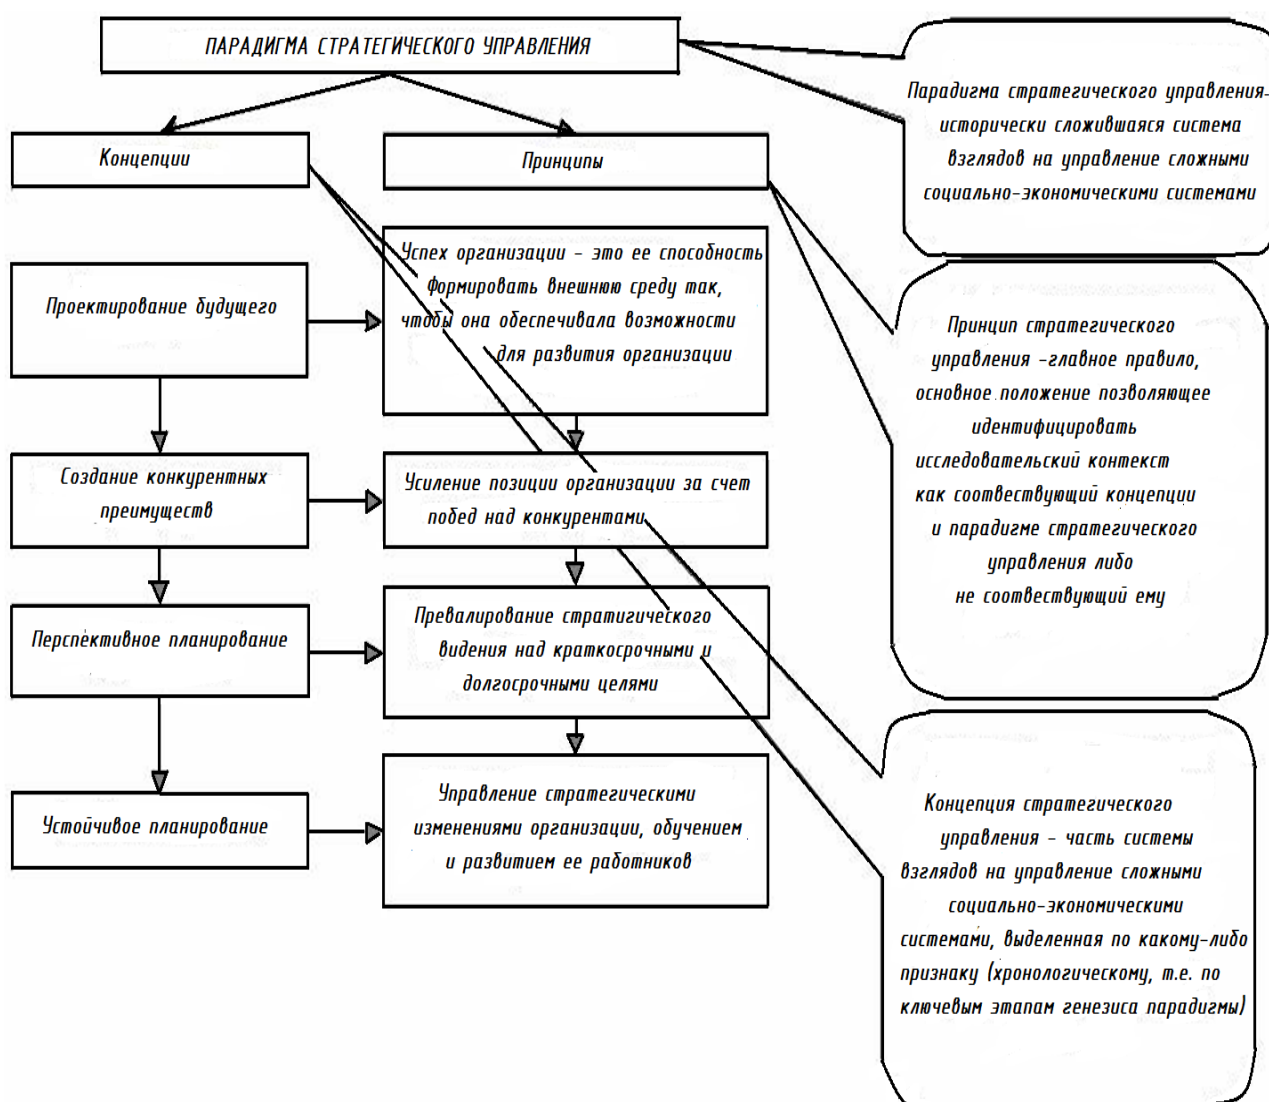 ПАРАДИГМА СТРАТЕГИЧЕСКОГО УПРАВЛЕНИЯ
Парадигма стратегического управления-
исторически сложившаяся система
взглядов на управление сложными
социально-экономическими системами
Концепции
Принципы
Проектирование будущего
Успех организации - это ее способность
формировать внешнюю среду так,
чтобы она обеспечивала возможности
для развития организации
Принцип стратегического
управления -главное правило,
основное положение позволяющее
идентифицировать
исследовательский контекст
как соотвествующий концепции
и парадигме стратегического
управления либо
не соотвествующий ему
Создание конкурентных
преимуществ
Усиление позиции организации за счет
побед над конкурентами
Перспективное планирование
Превалирование стратигического
видения над краткосрочными и
долгосрочными целями
Устойчивое планирование
Управление стратегическими
изменениями организации, обучением
и развитием ее работников
Концепция стратегического
управления - часть системы
взглядов на управление сложными
социально-экономическими
системами, выделенная по какому-либо
признаку (хронологическому, т.е. по
ключевым этапам генезиса парадигмы)